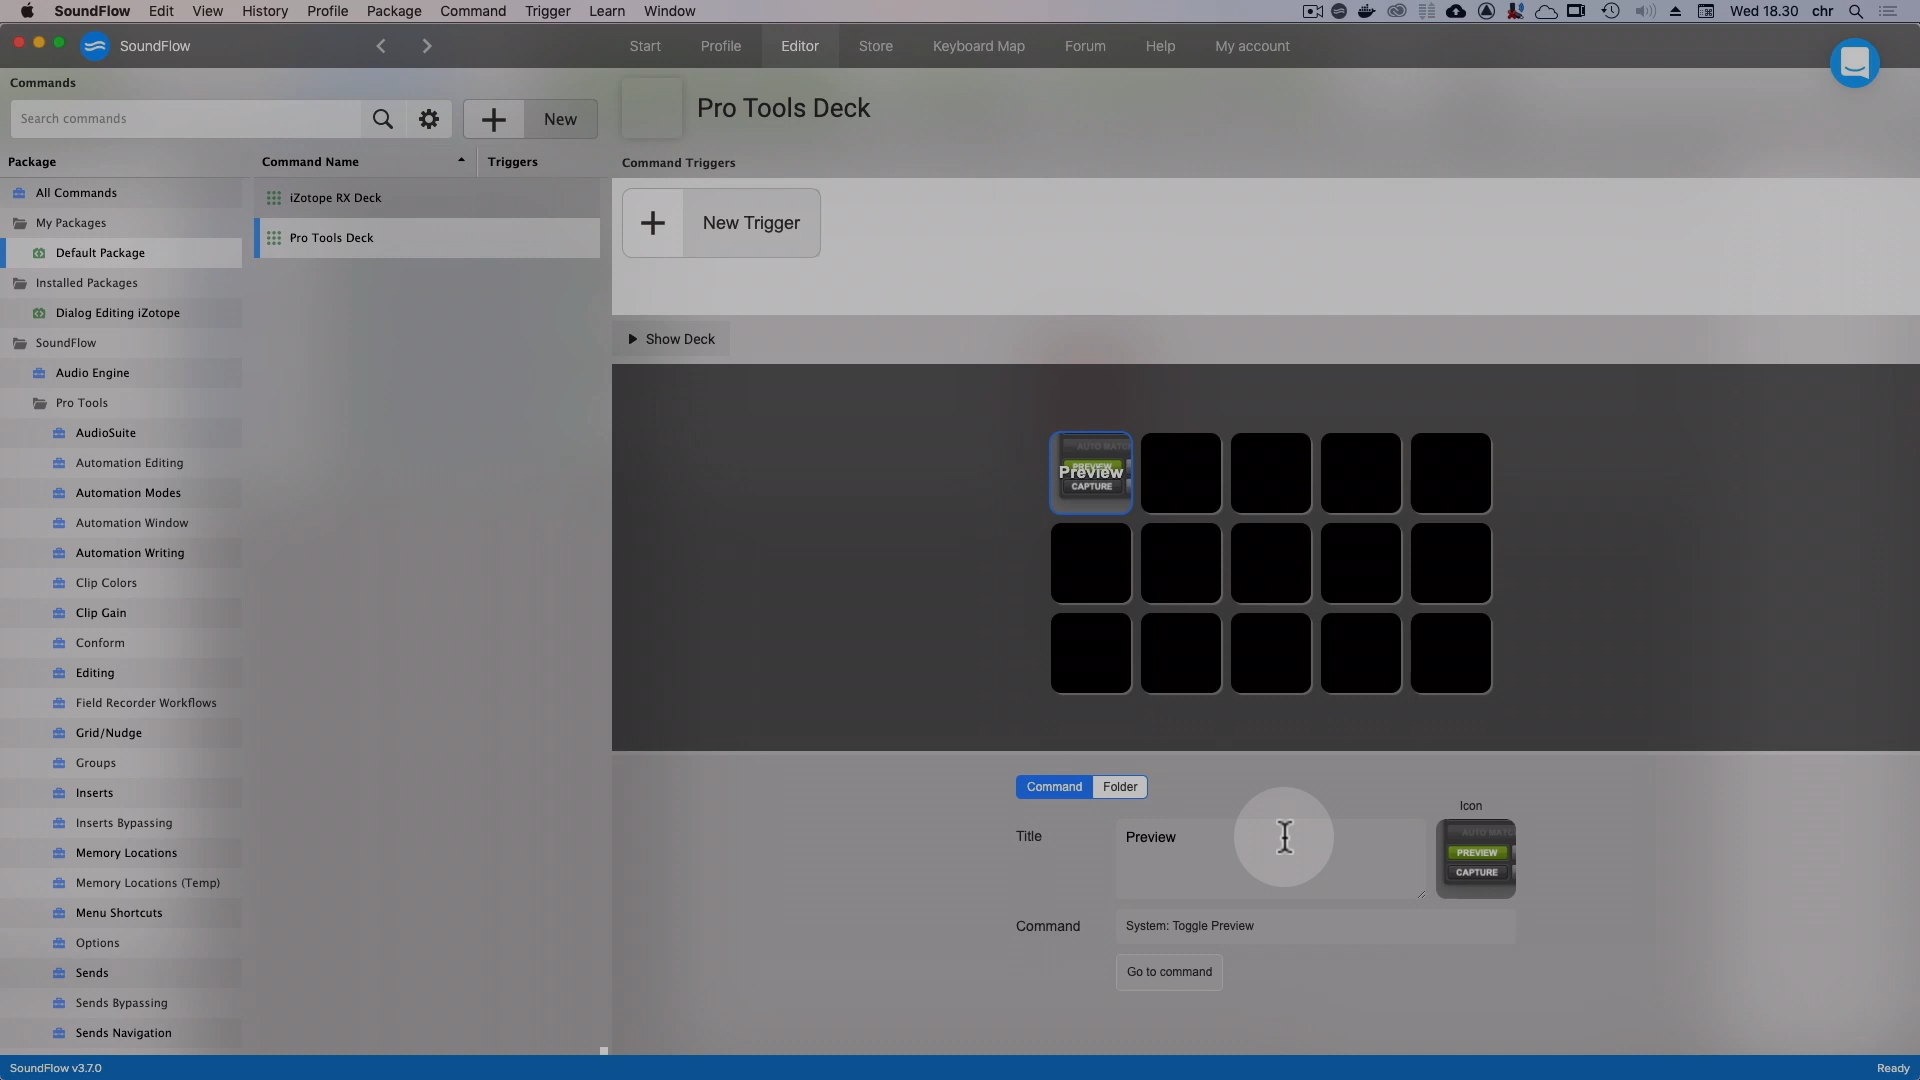 SoundFlow Edit View History Profile Package Command Trigger Learn Window Wed 18.30 chr
SoundFlow Start Profile Editor Store Keyboard Map Forum Help My account
Commands
Search commands New
Pro Tools Deck
Package Command Name Triggers Command Triggers
All Commands
My Packages
Default Package
Installed Packages
Dialog Editing iZotope
SoundFlow
Audio Engine
Pro Tools
AudioSuite
Automation Editing
Automation Modes
Automation Window
Automation Writing
Clip Colors
Clip Gain
Conform
Editing
Field Recorder Workflows
Grid/Nudge
Groups
Inserts
Inserts Bypassing
Memory Locations
Memory Locations (Temp)
Menu Shortcuts
Options
Sends
Sends Bypassing
Sends Navigation
iZotope RX Deck
Pro Tools Deck
New Trigger
Show Deck
AUTO MATC
PREVIEW
Preview
CAPTURE
Command Folder
Icon
Title Preview
AUTO MATC
PREVIEW
CAPTURE
Command System: Toggle Preview
Go to command
SoundFlow v3.7.0 Ready